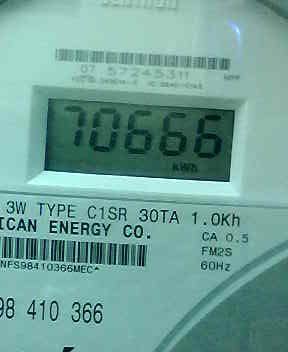 07 57245311
70666
KWh
3W TYPE C1SR 30TA 1.0Kh
ICAN ENERGY CO.
CA 0.5
FM2S
60Hz
NFS98410366MEC*
98 410 366